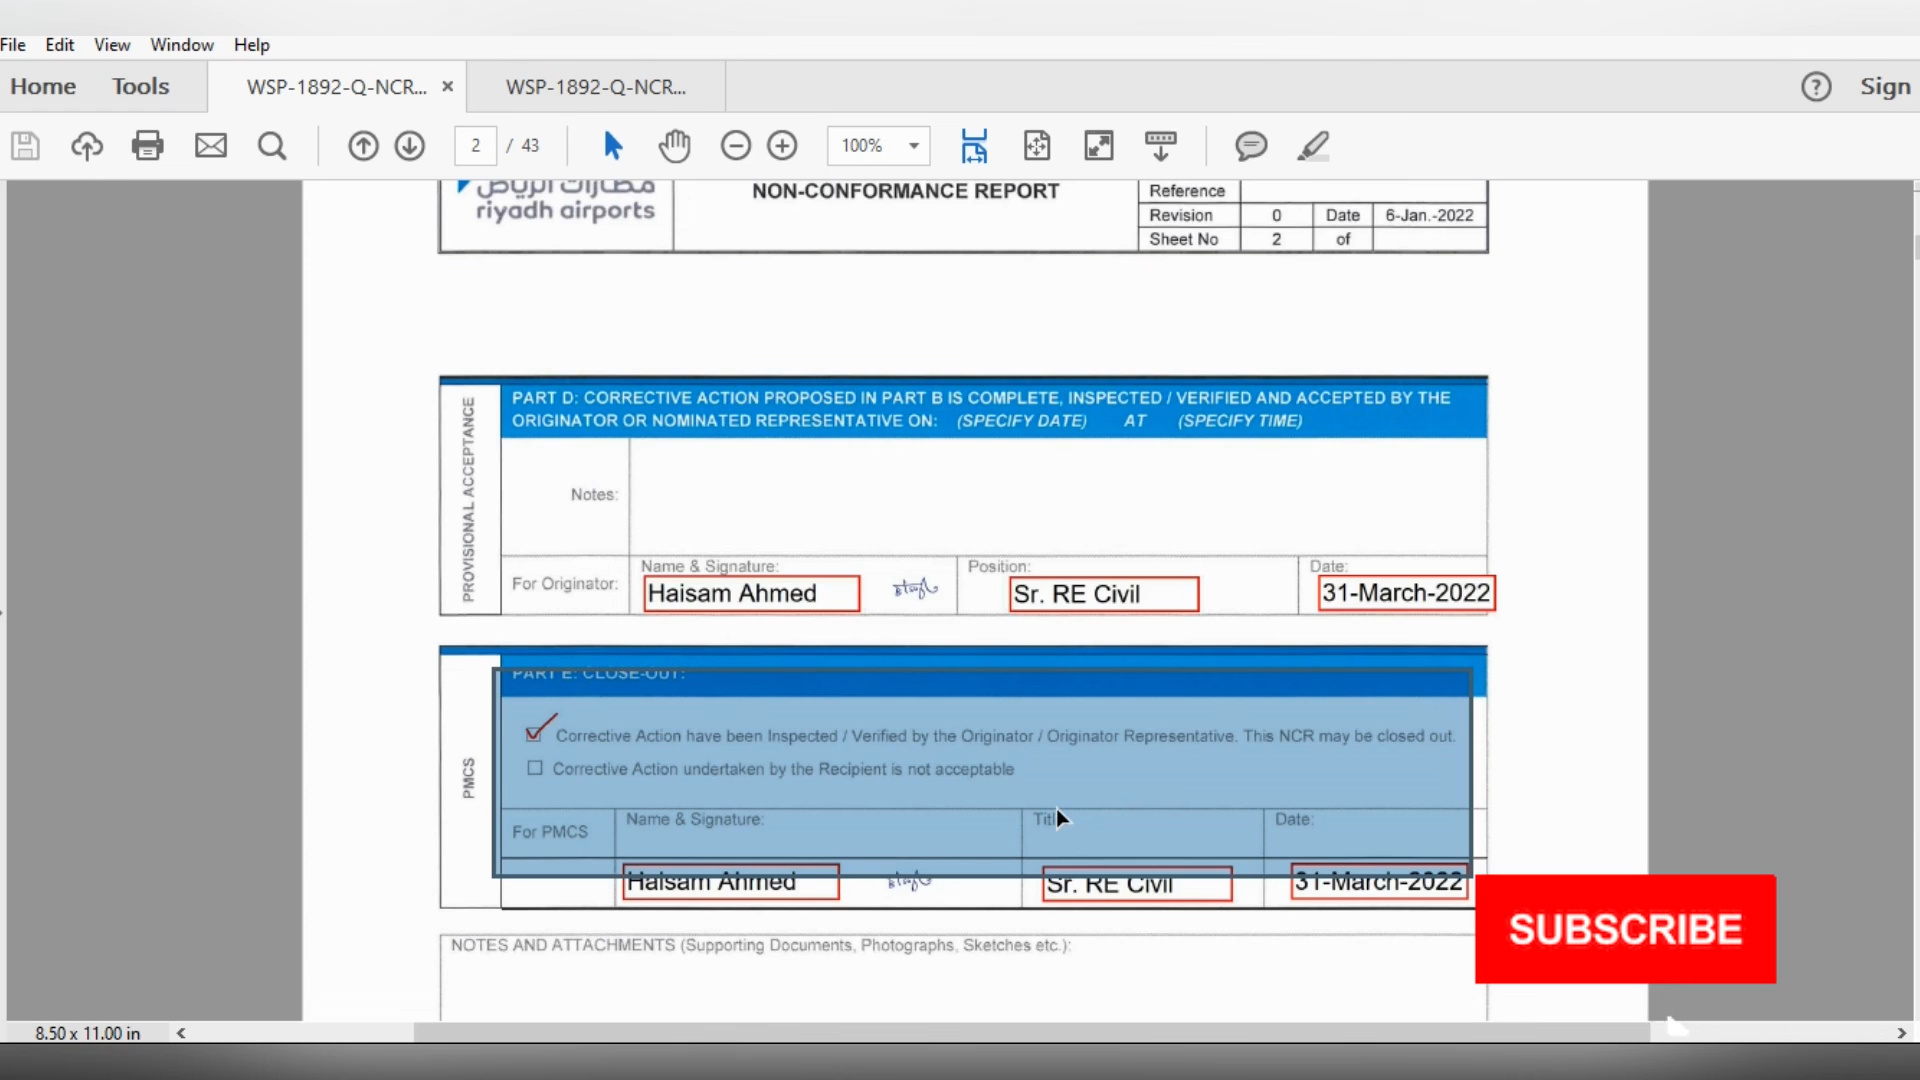 File Edit View Window Help
Home Tools WSP-1892-Q-NCR... × WSP-1892-Q-NCR... Sign
2 / 43 100%
مطارات الرياض
riyadh airports
NON-CONFORMANCE REPORT
Reference
Revision 0 Date 6-Jan.-2022
Sheet No 2 of
PROVISIONAL ACCEPTANCE
PART D: CORRECTIVE ACTION PROPOSED IN PART B IS COMPLETE, INSPECTED / VERIFIED AND ACCEPTED BY THE
ORIGINATOR OR NOMINATED REPRESENTATIVE ON: (SPECIFY DATE) AT (SPECIFY TIME)
Notes:
For Originator:
Name & Signature: Position: Date:
Haisam Ahmed Sr. RE Civil 31-March-2022
PMCS
PART E: CLOSE-OUT:
Corrective Action have been Inspected / Verified by the Originator / Originator Representative. This NCR may be closed out.
Corrective Action undertaken by the Recipient is not acceptable
For PMCS
Name & Signature: Date:
Haisam Ahmed Sr. RE Civil 31-March-2022
SUBSCRIBE
NOTES AND ATTACHMENTS (Supporting Documents, Photographs, Sketches etc.):
8.50 x 11.00 in